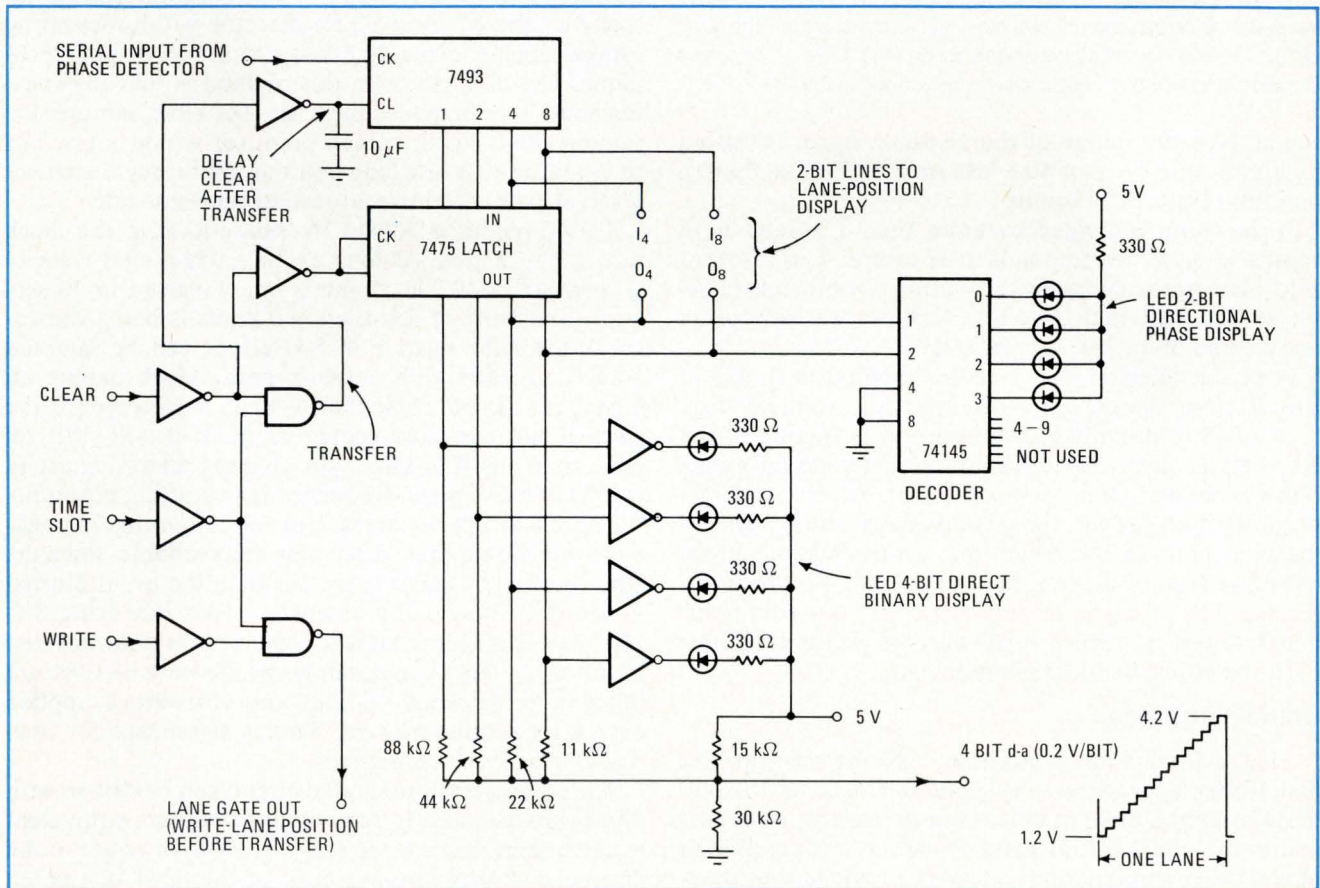 SERIAL INPUT FROM
PHASE DETECTOR
CK
7493
CL
1 2 4 8
10 µF
DELAY
CLEAR
AFTER
TRANSFER
2-BIT LINES TO
LANE-POSITION
DISPLAY
IN
CK
7475 LATCH
OUT
I4 I8
O4 O8
5 V
330 Ω
0
1
2
3
LED 2-BIT
DIRECTIONAL
PHASE DISPLAY
1
2
4
8
4–9
NOT USED
74145
DECODER
CLEAR
TRANSFER
TIME
SLOT
WRITE
330 Ω
330 Ω
330 Ω
330 Ω
LED 4-BIT DIRECT
BINARY DISPLAY
5 V
88 kΩ
44 kΩ
22 kΩ
11 kΩ
15 kΩ
30 kΩ
4 BIT d-a (0.2 V/BIT)
LANE GATE OUT
(WRITE-LANE POSITION
BEFORE TRANSFER)
4.2 V
1.2 V
ONE LANE